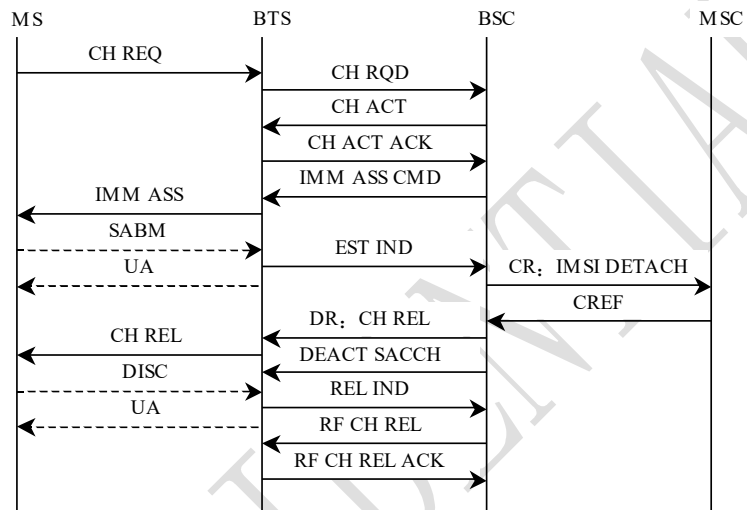 MS BTS BSC MSC
CH REQ
CH RQD
CH ACT
CH ACT ACK
IMM ASS CMD
IMM ASS
SABM
EST IND
UA
CR：IMSI DETACH
CREF
DR：CH REL
CH REL
DEACT SACCH
DISC
REL IND
UA
RF CH REL
RF CH REL ACK